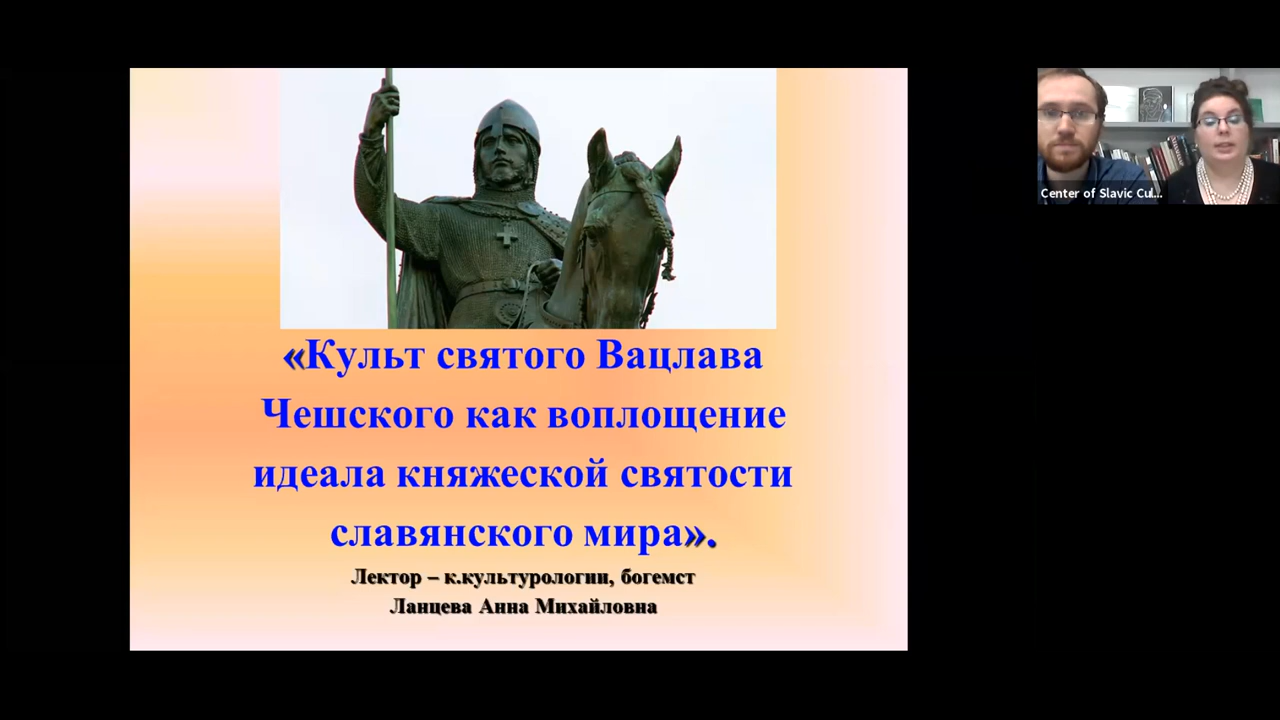 «Культ святого Вацлава
Чешского как воплощение
идеала княжеской святости
славянского мира».
Лектор – к.культурологии, богемст
Ланцева Анна Михайловна
Center of Slavic Cul...